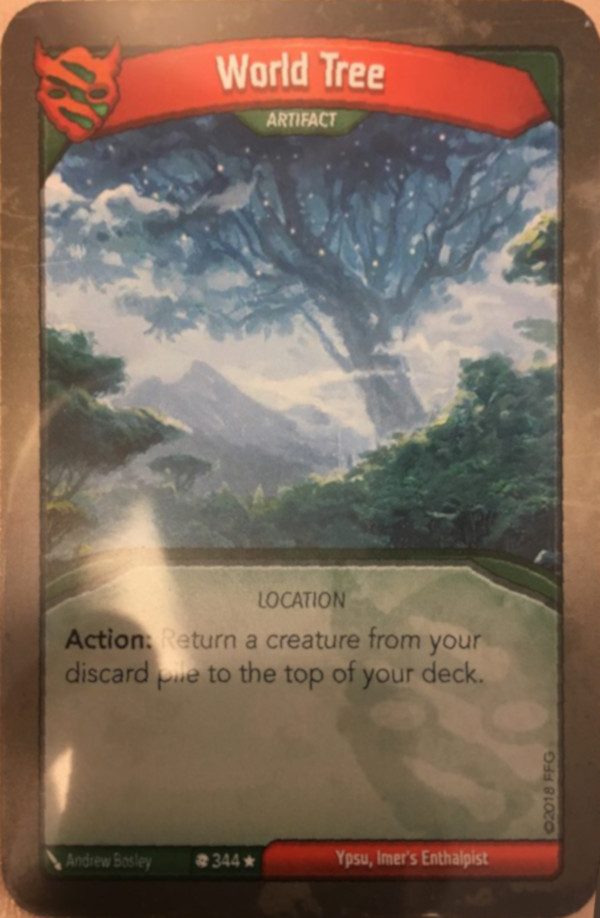 World Tree
ARTIFACT
LOCATION
Action: Return a creature from your
discard pile to the top of your deck.
©2018 FFG
Andrew Bosley
344
Ypsu, Imer's Enthalpist